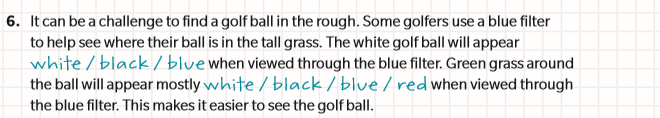 6. It can be a challenge to find a golf ball in the rough. Some golfers use a blue filter
to help see where their ball is in the tall grass. The white golf ball will appear
white / black / blue when viewed through the blue filter. Green grass around
the ball will appear mostly white / black / blue / red when viewed through
the blue filter. This makes it easier to see the golf ball.